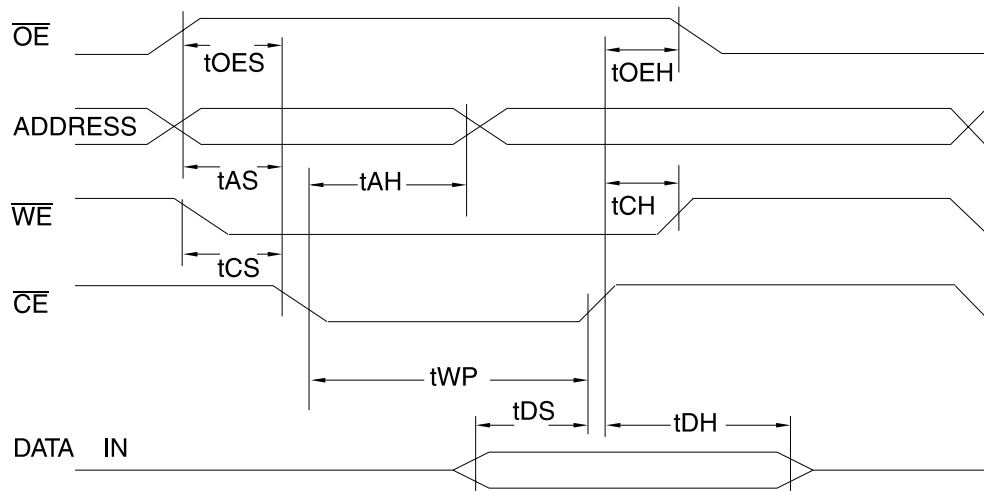 OE
tOES
tOEH
ADDRESS
tAS
tAH
tCH
WE
tCS
CE
tWP
tDS
tDH
DATA IN